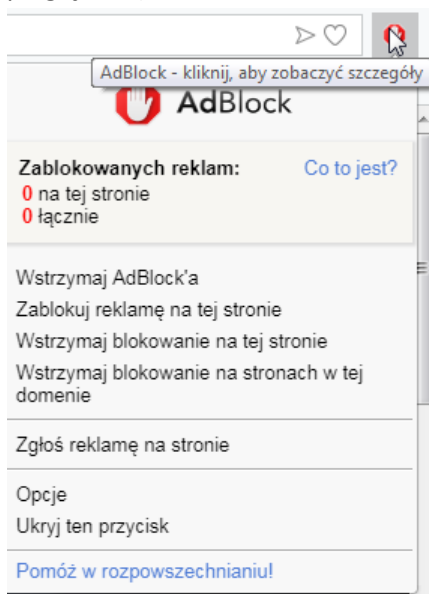 AdBlock - kliknij, aby zobaczyć szczegóły
AdBlock
Zablokowanych reklam: Co to jest?
0 na tej stronie
0 łącznie
Wstrzymaj AdBlock'a
Zablokuj reklamę na tej stronie
Wstrzymaj blokowanie na tej stronie
Wstrzymaj blokowanie na stronach w tej
domenie
Zgłoś reklamę na stronie
Opcje
Ukryj ten przycisk
Pomóż w rozpowszechnianiu!